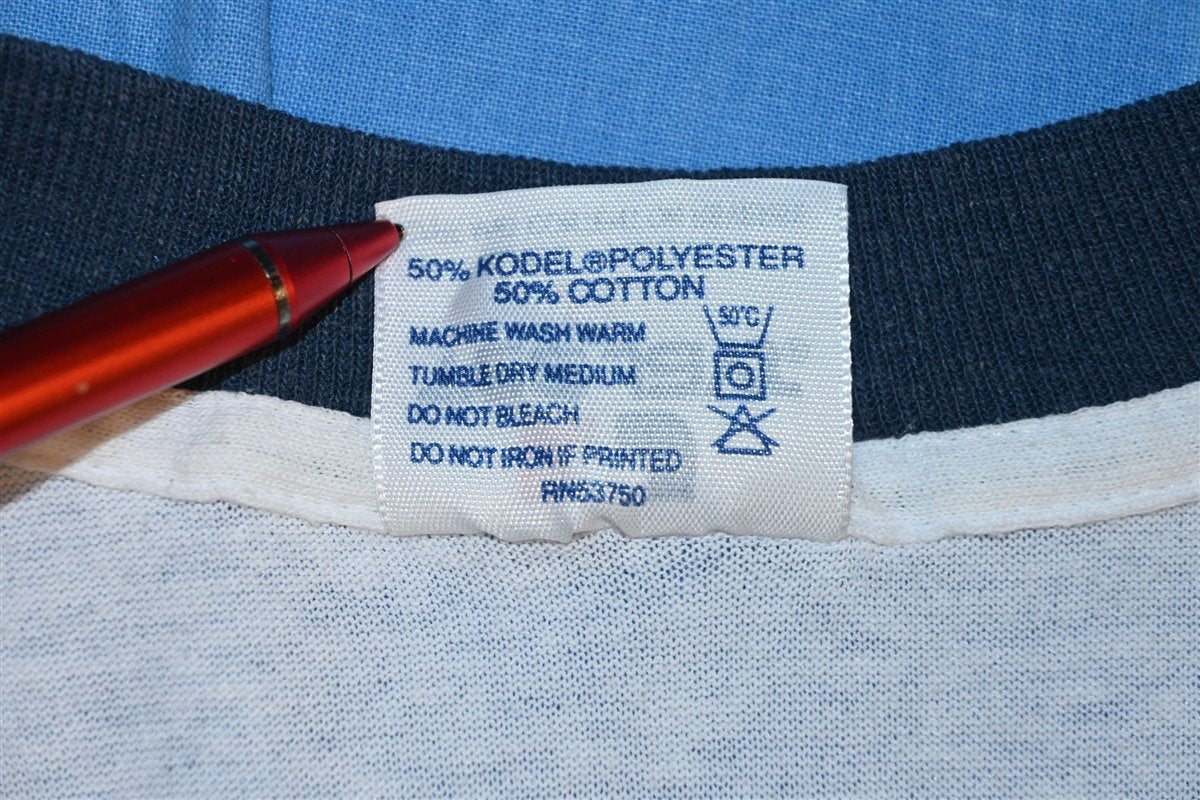 50% KODEL®POLYESTER
50% COTTON
MACHINE WASH WARM
50°C
TUMBLE DRY MEDIUM
DO NOT BLEACH
DO NOT IRON IF PRINTED
RN53750